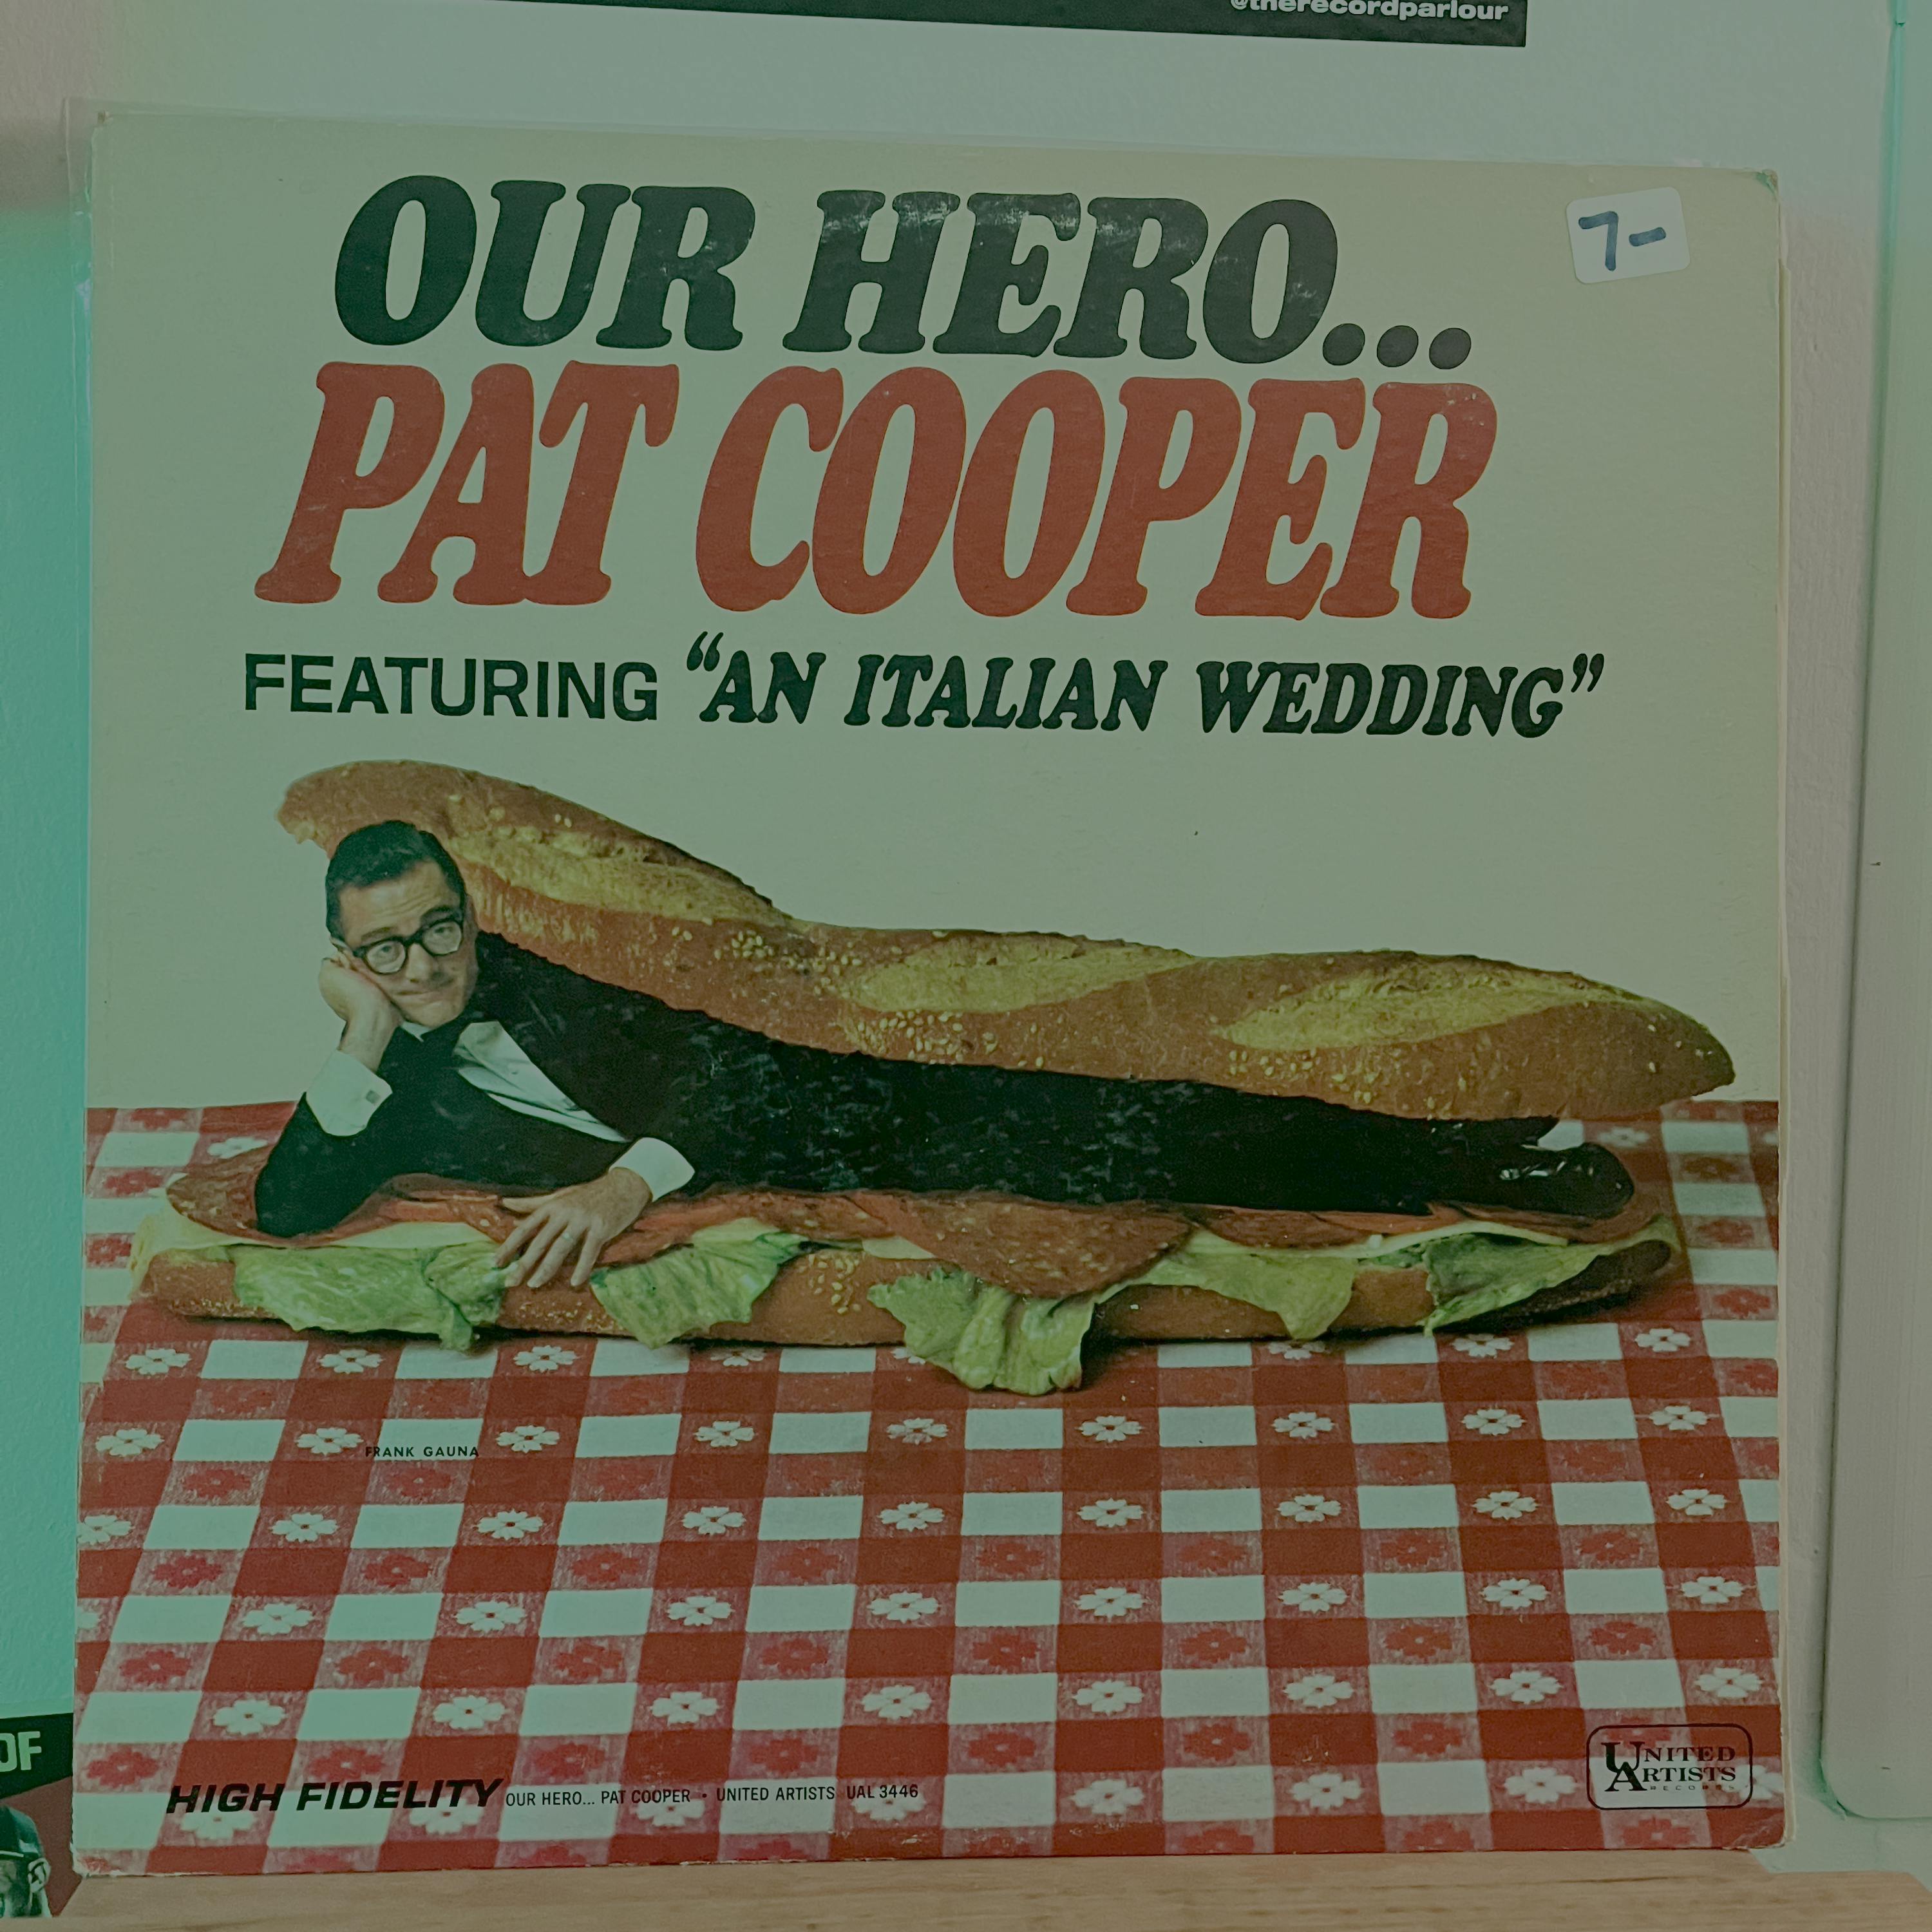 @therecordparlour
OUR HERO...
7-
PAT COOPER
FEATURING “AN ITALIAN WEDDING”
FRANK GAUNA
OF
HIGH FIDELITY OUR HERO... PAT COOPER • UNITED ARTISTS UAL 3446
UNITED
ARTISTS
RECORDS